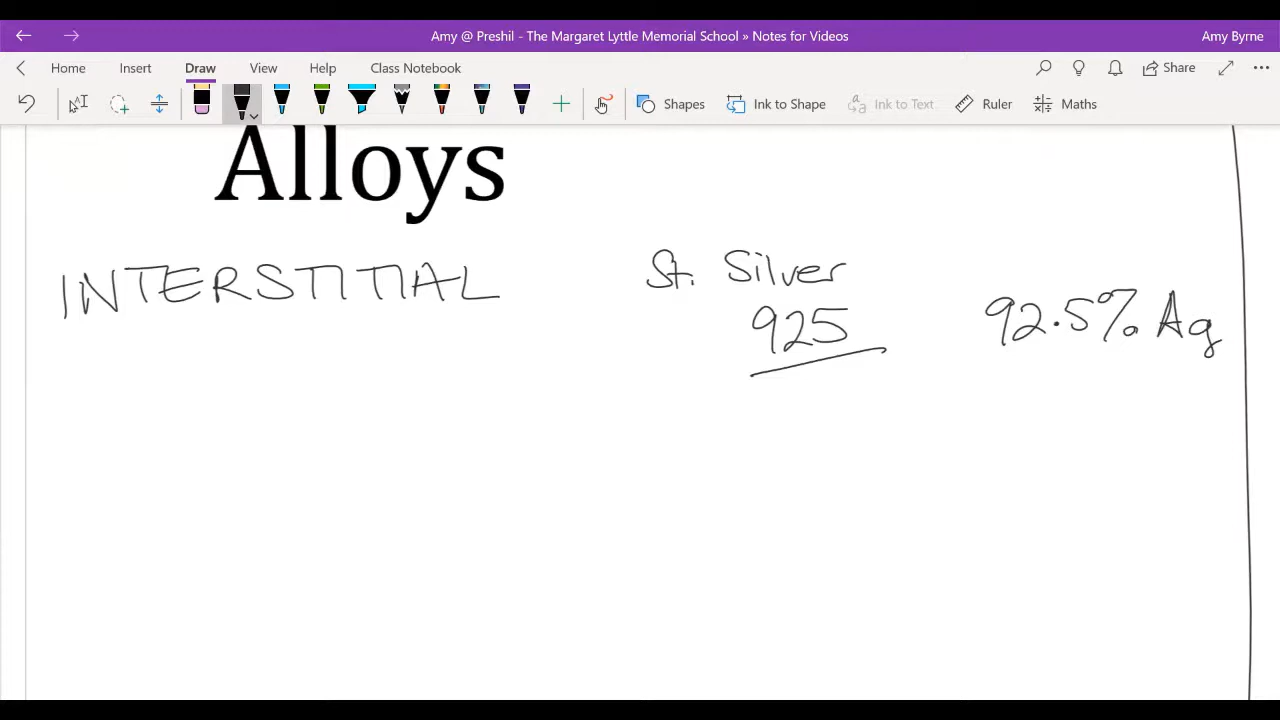 Amy @ Preshil - The Margaret Lyttle Memorial School » Notes for Videos
Amy Byrne
Home Insert Draw View Help Class Notebook
Share
Shapes Ink to Shape Ink to Text Ruler Maths
Alloys
INTERSTITIAL
St. Silver
925
92.5% Ag